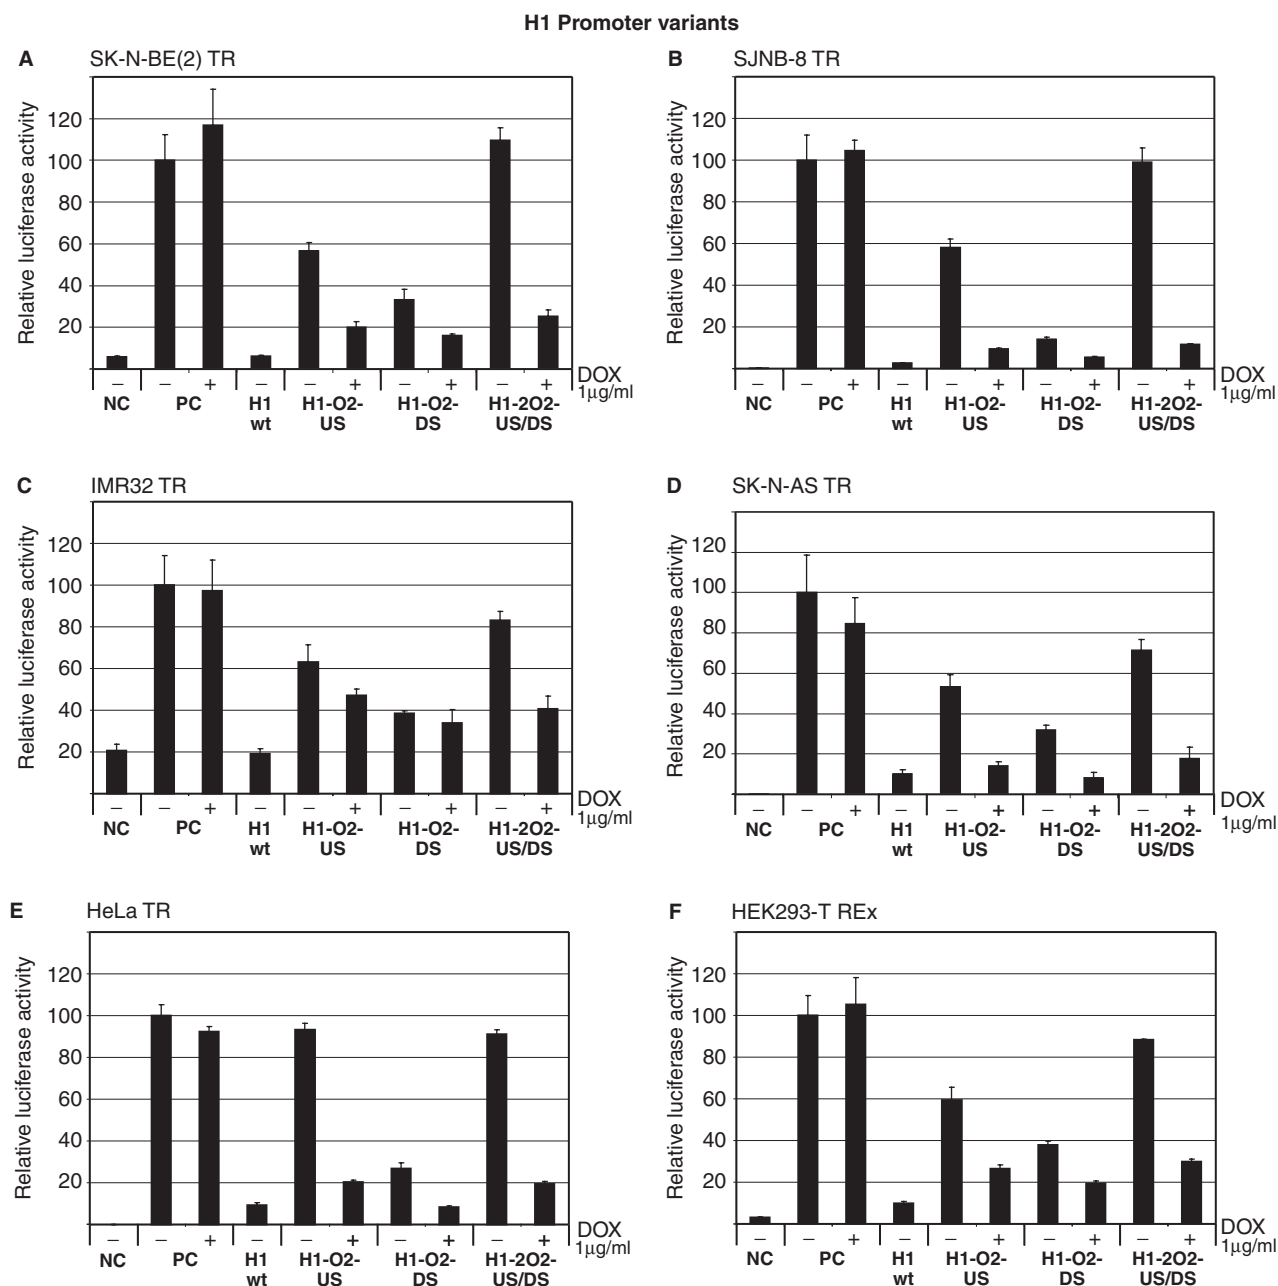 H1 Promoter variants
A SK-N-BE(2) TR
Relative luciferase activity
120
100
80
60
40
20
− − + − − + − + − + DOX
1μg/ml
NC PC H1 H1-O2- H1-O2- H1-2O2-
wt US DS US/DS
B SJNB-8 TR
Relative luciferase activity
120
100
80
60
40
20
− − + − − + − + − + DOX
1μg/ml
NC PC H1 H1-O2- H1-O2- H1-2O2-
wt US DS US/DS
C IMR32 TR
Relative luciferase activity
120
100
80
60
40
20
− − + − − + − + − + DOX
1μg/ml
NC PC H1 H1-O2- H1-O2- H1-2O2-
wt US DS US/DS
D SK-N-AS TR
Relative luciferase activity
120
100
80
60
40
20
− − + − − + − + − + DOX
1μg/ml
NC PC H1 H1-O2- H1-O2- H1-2O2-
wt US DS US/DS
E HeLa TR
Relative luciferase activity
120
100
80
60
40
20
− − + − − + − + − + DOX
1μg/ml
NC PC H1 H1-O2- H1-O2- H1-2O2-
wt US DS US/DS
F HEK293-T REx
Relative luciferase activity
120
100
80
60
40
20
− − + − − + − + − + DOX
1μg/ml
NC PC H1 H1-O2- H1-O2- H1-2O2-
wt US DS US/DS